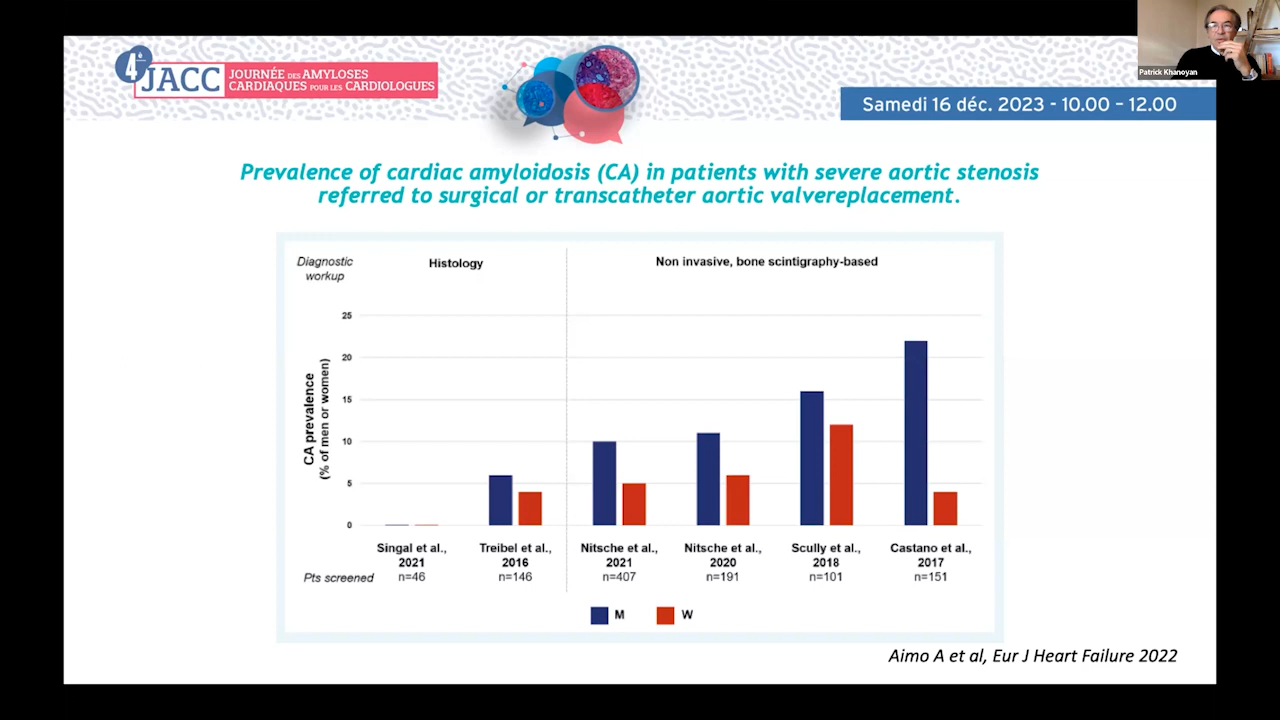 Patrick Khanoyan
4e JACC JOURNÉE DES AMYLOSES
CARDIAQUES POUR LES CARDIOLOGUES
Samedi 16 déc. 2023 - 10.00 – 12.00
Prevalence of cardiac amyloidosis (CA) in patients with severe aortic stenosis
referred to surgical or transcatheter aortic valvereplacement.
Diagnostic
workup
Histology
Non invasive, bone scintigraphy-based
CA prevalence
(% of men or women)
25
20
15
10
5
0
Singal et al.,
2021
Treibel et al.,
2016
Nitsche et al.,
2021
Nitsche et al.,
2020
Scully et al.,
2018
Castano et al.,
2017
Pts screened
n=46
n=146
n=407
n=191
n=101
n=151
M
W
Aimo A et al, Eur J Heart Failure 2022